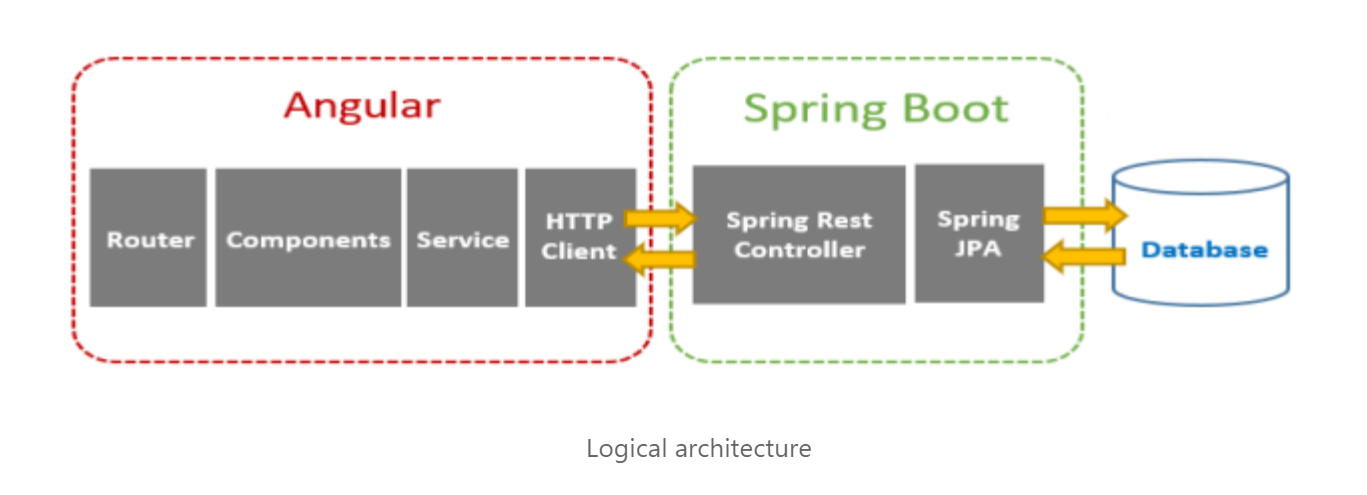 Angular
Spring Boot
Router
Components
Service
HTTP
Client
Spring Rest
Controller
Spring
JPA
Database
Logical architecture